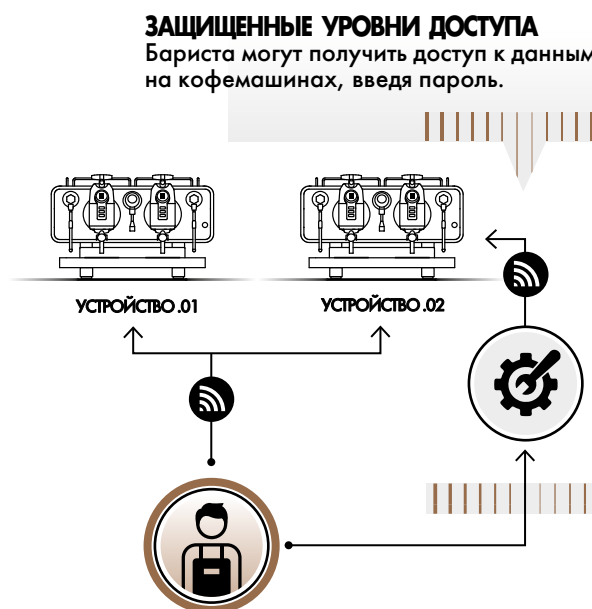 ЗАЩИЩЕННЫЕ УРОВНИ ДОСТУПА
Бариста могут получить доступ к данным
на кофемашинах, введя пароль.
УСТРОЙСТВО.01
УСТРОЙСТВО.02